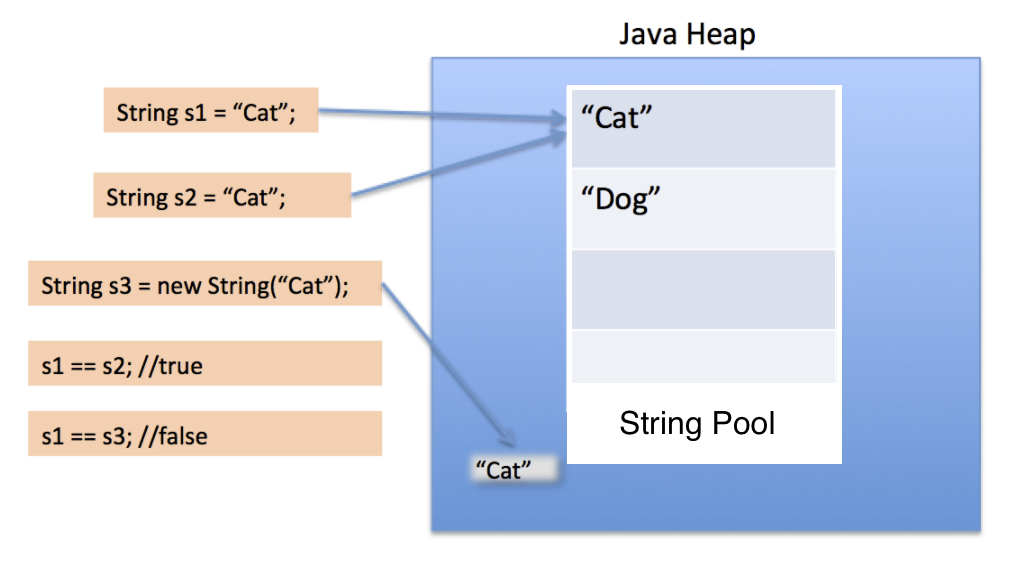 Java Heap
String s1 = “Cat”;
“Cat”
String s2 = “Cat”;
“Dog”
String s3 = new String(“Cat”);
s1 == s2; //true
s1 == s3; //false
String Pool
“Cat”